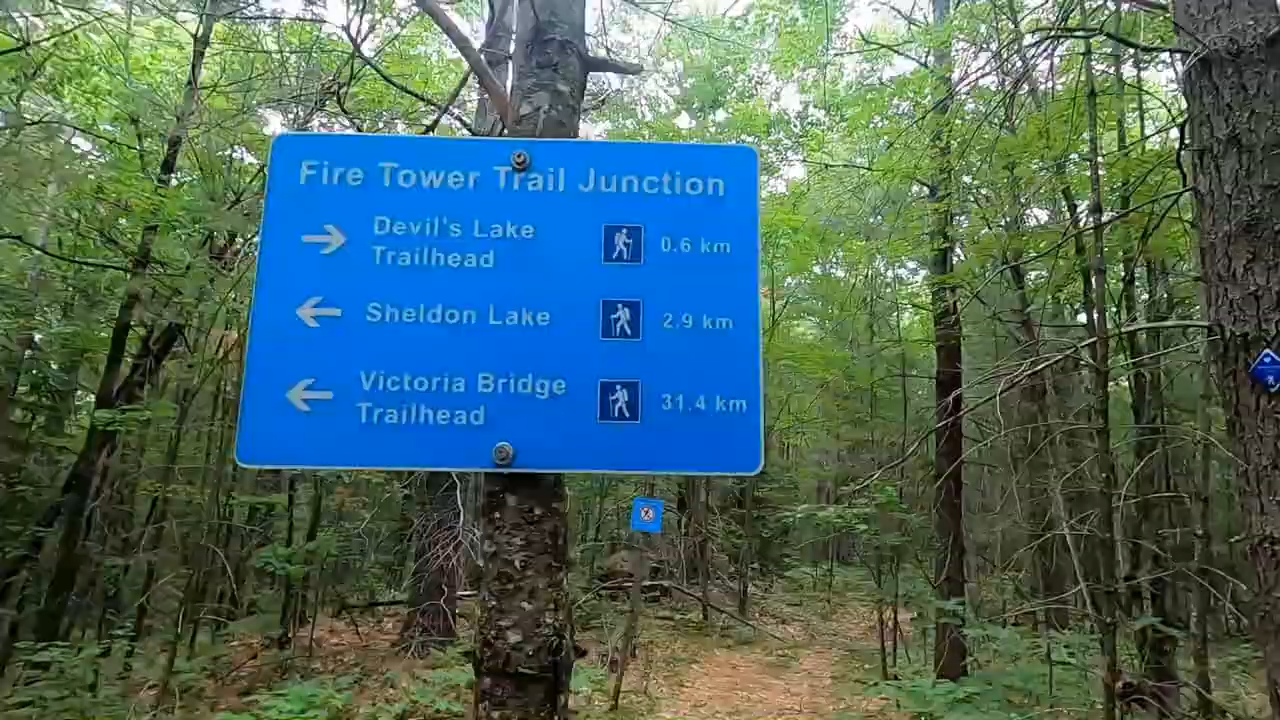 Fire Tower Trail Junction
Devil's Lake
Trailhead
0.6 km
Sheldon Lake
2.9 km
Victoria Bridge
Trailhead
31.4 km